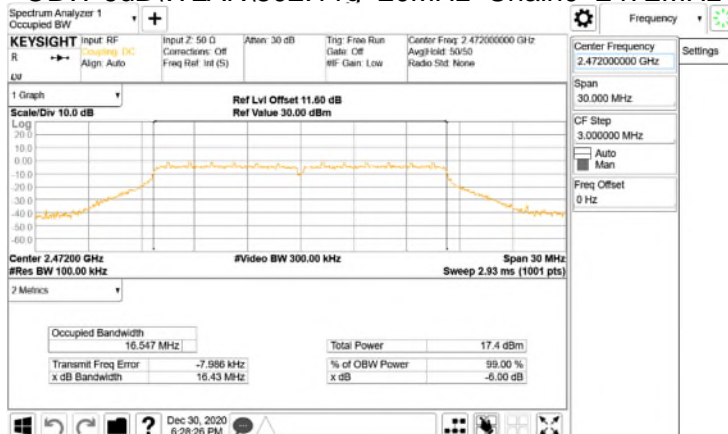 Spectrum Analyzer 1
Occupied BW
Frequency
KEYSIGHT
Input: RF
Coupling: DC
Align: Auto
Input Z: 50 Ω
Corrections: Off
Freq Ref: Int (S)
Atten: 30 dB
Trig: Free Run
Gate: Off
#IF Gain: Low
Center Freq: 2.472000000 GHz
Avg|Hold: 50/50
Radio Std: None
R
Center Frequency
2.472000000 GHz
Settings
Span
30.000 MHz
CF Step
3.000000 MHz
Auto
Man
Freq Offset
0 Hz
1 Graph
Scale/Div 10.0 dB
Ref Lvl Offset 11.60 dB
Ref Value 30.00 dBm
Log
20.0
10.0
0.00
-10.0
-20.0
-30.0
-40.0
-50.0
-60.0
Center 2.47200 GHz
#Video BW 300.00 kHz
Span 30 MHz
#Res BW 100.00 kHz
Sweep 2.93 ms (1001 pts)
2 Metrics
Occupied Bandwidth
16.547 MHz
Total Power 17.4 dBm
Transmit Freq Error -7.986 kHz
% of OBW Power 99.00 %
x dB Bandwidth 16.43 MHz
x dB -6.00 dB
Dec 30, 2020
6:28:26 PM